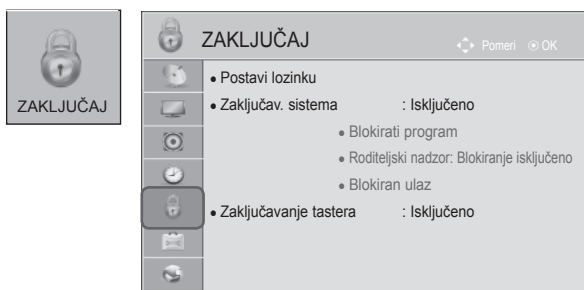 ZAKLJUČAJ
ZAKLJUČAJ
Pomeri OK
• Postavi lozinku
• Zaključav. sistema : Isključeno
• Blokirati program
• Roditeljski nadzor: Blokiranje isključeno
• Blokiran ulaz
• Zaključavanje tastera : Isključeno